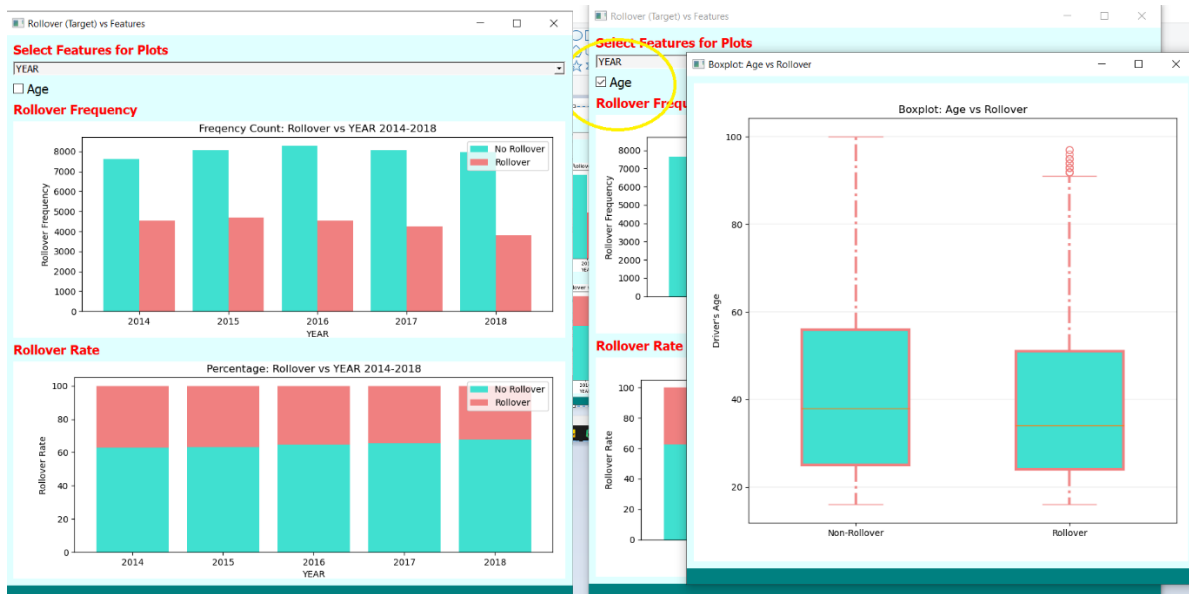 Rollover (Target) vs Features
Select Features for Plots
YEAR
Age
Rollover Frequency
Freqency Count: Rollover vs YEAR 2014-2018
No Rollover
Rollover
8000
7000
6000
5000
4000
3000
2000
1000
0
Rollover Frequency
2014 2015 2016 2017 2018
YEAR
Rollover Rate
Percentage: Rollover vs YEAR 2014-2018
No Rollover
Rollover
100
80
60
40
20
0
Rollover Rate
2014 2015 2016 2017 2018
YEAR
Rollover (Target) vs Features
Select Features for Plots
YEAR
Age
Rollover Frequ
8000
7000
6000
5000
4000
3000
2000
1000
0
Rollover Frequency
Rollover Rate
100
80
60
40
20
0
Rollover Rate
Boxplot: Age vs Rollover
Boxplot: Age vs Rollover
100
80
60
40
20
Driver's Age
Non-Rollover Rollover